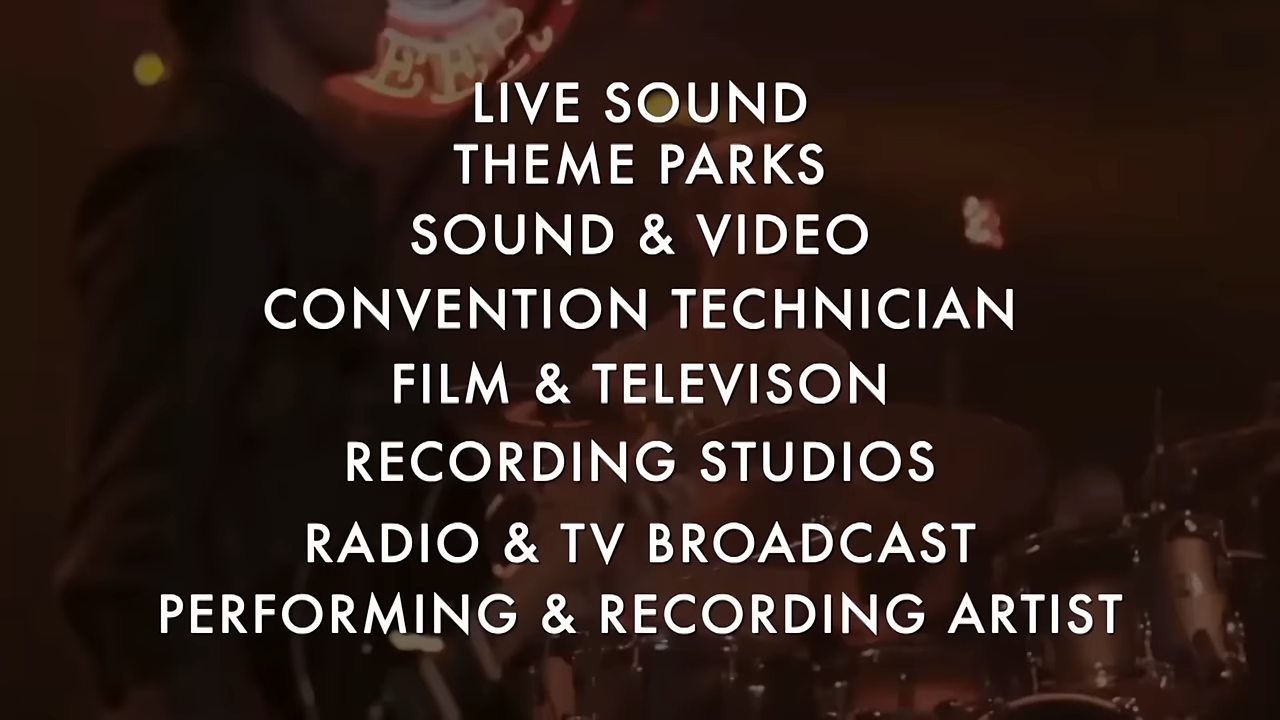 LIVE SOUND
THEME PARKS
SOUND & VIDEO
CONVENTION TECHNICIAN
FILM & TELEVISON
RECORDING STUDIOS
RADIO & TV BROADCAST
PERFORMING & RECORDING ARTIST